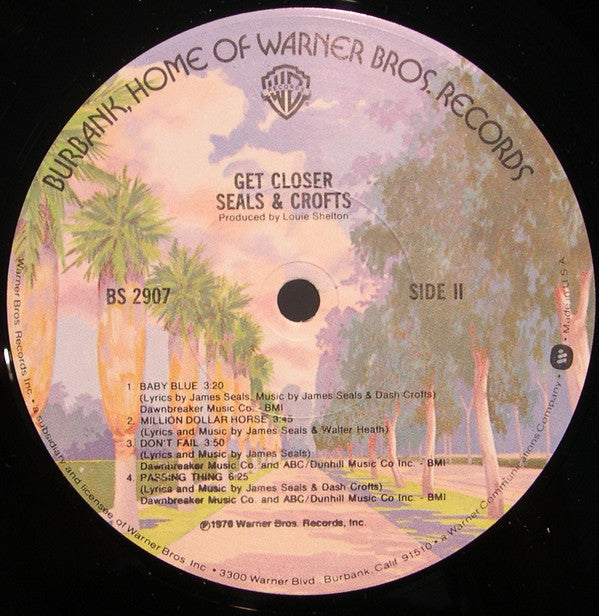 BURBANK, HOME OF WARNER BROS. RECORDS
WB
RECORDS
GET CLOSER
SEALS & CROFTS
Produced by Louie Shelton
BS 2907
SIDE II
1. BABY BLUE 3:20
(Lyrics by James Seals, Music by James Seals & Dash Crofts)
Dawnbreaker Music Co. - BMI
2. MILLION DOLLAR HORSE 3:45
(Lyrics and Music by James Seals & Walter Heath)
3. DON'T FAIL 3:50
(Lyrics and Music by James Seals)
Dawnbreaker Music Co. and ABC/Dunhill Music Co Inc. - BMI
4. PASSING THING 6:25
(Lyrics and Music by James Seals & Dash Crofts)
Dawnbreaker Music Co. and ABC/Dunhill Music Co Inc. - BMI
℗1976 Warner Bros. Records, Inc.
Warner Bros. Records Inc. • a subsidiary and licensee of Warner Bros. Inc. • 3300 Warner Blvd., Burbank, Calif. 91510 • a Warner Communications Company • Made in U.S.A.